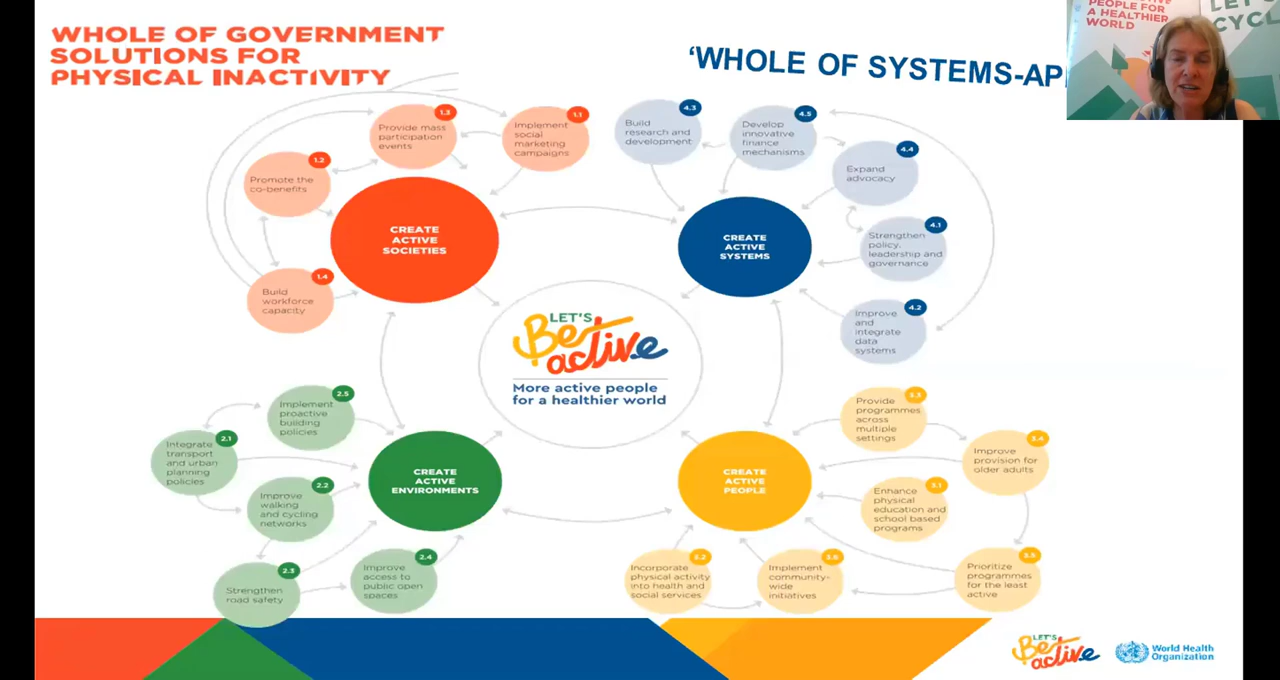 WHOLE OF GOVERNMENT
SOLUTIONS FOR
PHYSICAL INACTIVITY
‘WHOLE OF SYSTEMS-AP
PEOPLE FOR
A HEALTHIER
WORLD
LET'S
CYCL
1.3
Provide mass
participation
events
1.1
Implement
social
marketing
campaigns
1.2
Promote the
co-benefits
1.4
Build
workforce
capacity
CREATE
ACTIVE
SOCIETIES
4.3
Build
research and
development
4.5
Develop
innovative
finance
mechanisms
4.4
Expand
advocacy
4.1
Strengthen
policy,
leadership and
governance
4.2
Improve
and
integrate
data
systems
CREATE
ACTIVE
SYSTEMS
LET'S
Be
active
More active people
for a healthier world
2.5
Implement
proactive
building
policies
2.1
Integrate
transport
and urban
planning
policies
2.2
Improve
walking
and cycling
networks
2.3
Strengthen
road safety
2.4
Improve
access to
public open
spaces
CREATE
ACTIVE
ENVIRONMENTS
CREATE
ACTIVE
PEOPLE
3.3
Provide
programmes
across
multiple
settings
3.4
Improve
provision for
older adults
3.1
Enhance
physical
education and
school based
programs
3.2
Incorporate
physical activity
into health and
social services
3.6
Implement
community-
wide
initiatives
3.5
Prioritize
programmes
for the least
active
LET'S
Be
active
World Health
Organization